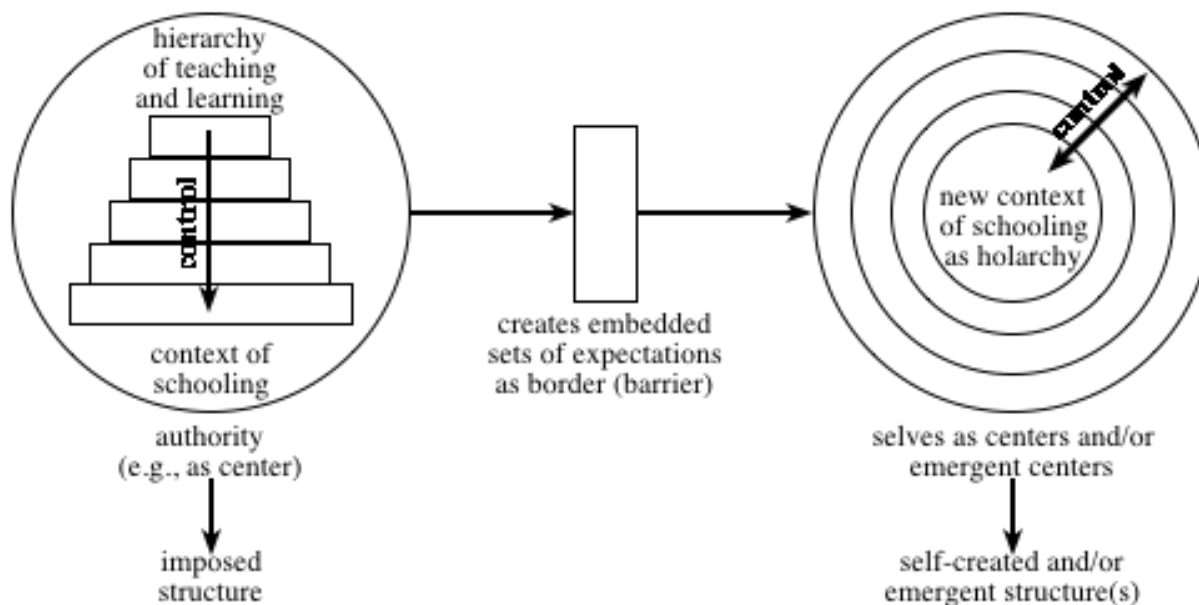 hierarchy
of teaching
and learning
control
context of
schooling
authority
(e.g., as center)
imposed
structure
creates embedded
sets of expectations
as border (barrier)
control
new context
of schooling
as holarchy
selves as centers and/or
emergent centers
self-created and/or
emergent structure(s)